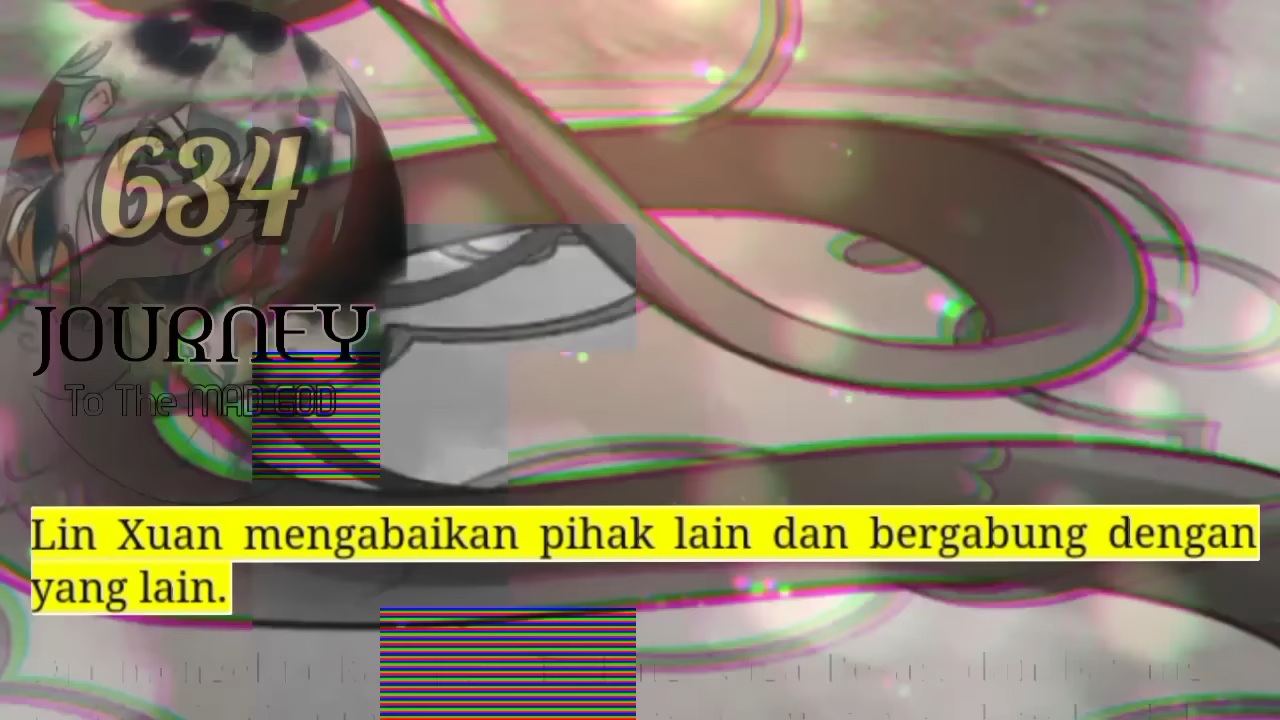 634
JOURNEY
To The MAD GOD
Lin Xuan mengabaikan pihak lain dan bergabung dengan
yang lain.